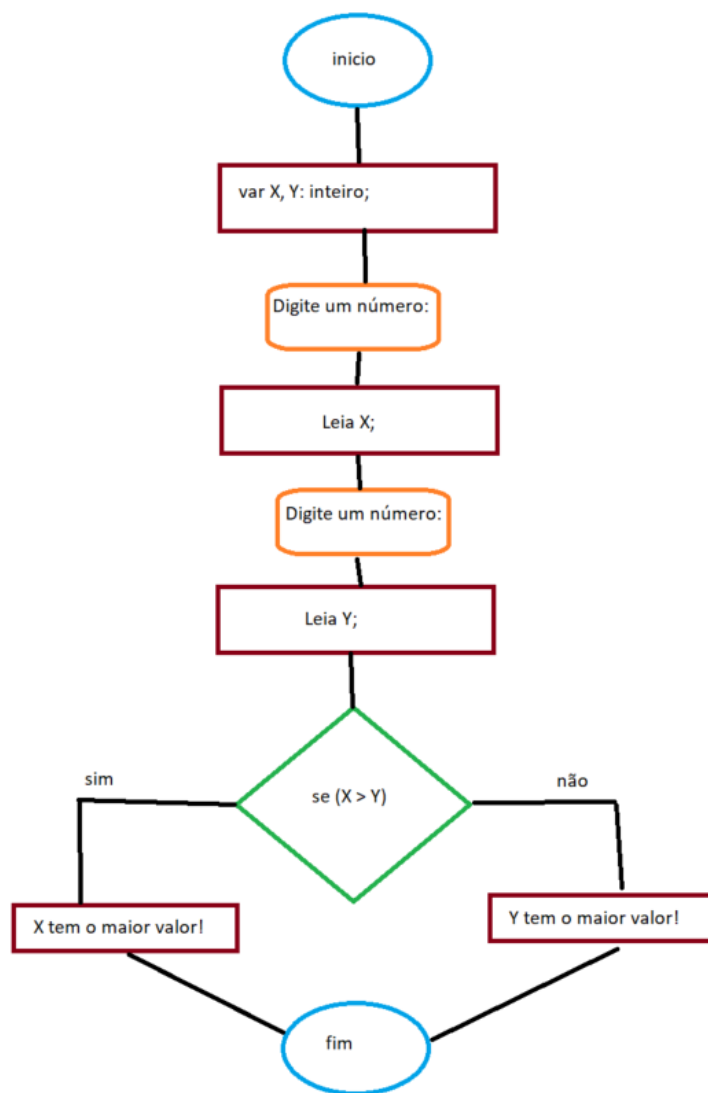 inicio
var X, Y: inteiro;
Digite um número:
Leia X;
Digite um número:
Leia Y;
se (X > Y)
sim
não
X tem o maior valor!
Y tem o maior valor!
fim